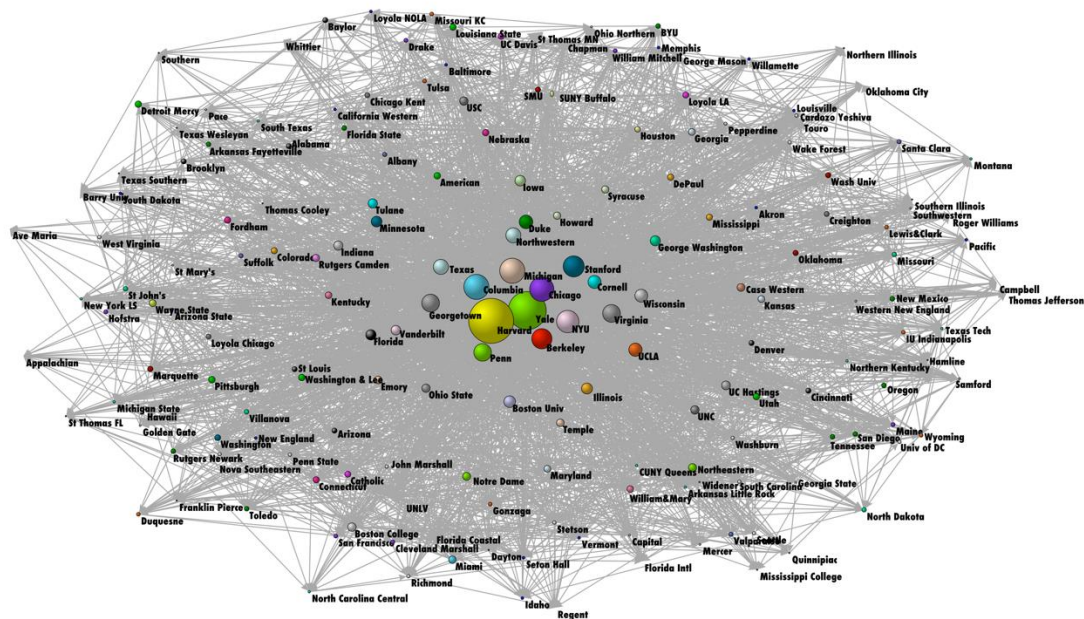 Loyola NOLA
Missouri KC
Baylor
Louisiana State
St Thomas MN
Ohio Northern
BYU
Whittier
Drake
UC Davis
Chapman
William Mitchell
Memphis
George Mason
Willamette
Northern Illinois
Southern
Baltimore
Tulsa
SMU
SUNY Buffalo
Oklahoma City
Chicago Kent
USC
Loyola LA
Louisville
Detroit Mercy
Pace
California Western
Cardozo Yeshiva
Touro
Texas Wesleyan
South Texas
Florida State
Nebraska
Houston
Georgia
Pepperdine
Arkansas Fayetteville
Alabama
Wake Forest
Santa Clara
Brooklyn
Albany
Montana
Texas Southern
American
Iowa
Syracuse
DePaul
Wash Univ
Barry Uni
South Dakota
Thomas Cooley
Tulane
Howard
Akron
Southern Illinois
Southwestern
Fordham
Minnesota
Duke
Mississippi
Creighton
Roger Williams
Ave Maria
West Virginia
Northwestern
Lewis&Clark
Suffolk
Colorado
Indiana
Rutgers Camden
George Washington
Oklahoma
Pacific
Missouri
St Mary's
Texas
Michigan
Stanford
Columbia
Chicago
Cornell
Case Western
Campbell
St John's
New York LS
Wayne State
Kentucky
Wisconsin
Kansas
New Mexico
Thomas Jefferson
Hofstra
Arizona State
Georgetown
Western New England
Harvard
Yale
NYU
Virginia
Loyola Chicago
Florida
Vanderbilt
Berkeley
Texas Tech
IU Indianapolis
Appalachian
Penn
UCLA
Denver
Hamline
Marquette
St Louis
Northern Kentucky
Pittsburgh
Washington & Lee
Emory
Samford
Ohio State
Illinois
UC Hastings
Cincinnati
Oregon
Utah
Michigan State
Hawaii
St Thomas FL
Villanova
Boston Univ
UNC
Golden Gate
Temple
Maine
Wyoming
Washington
New England
Arizona
Washburn
Tennessee
San Diego
Univ of DC
Rutgers Newark
Nova Southeastern
Penn State
John Marshall
Maryland
CUNY Queens
Northeastern
Connecticut
Catholic
Notre Dame
Widener
South Carolina
Georgia State
William&Mary
Arkansas Little Rock
Franklin Pierce
Toledo
UNLV
Gonzaga
Duquesne
North Dakota
Boston College
Stetson
San Francisco
Florida Coastal
Vermont
Capital
Cleveland Marshall
Dayton
Mercer
Miami
Seton Hall
Florida Intl
Quinnipiac
Richmond
Mississippi College
North Carolina Central
Idaho
Regent